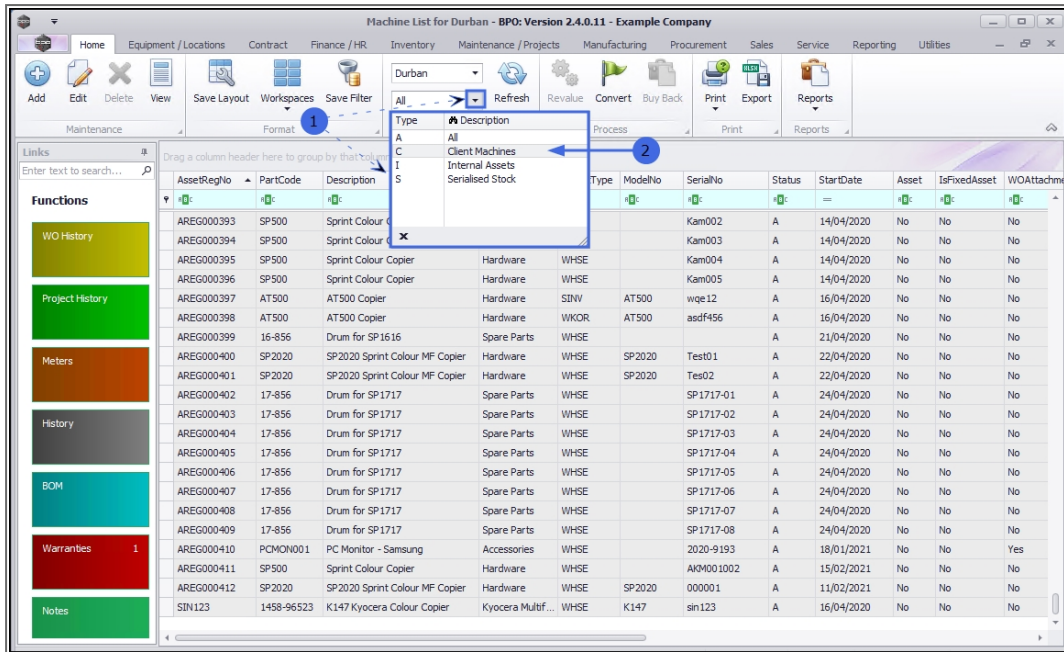 Machine List for Durban - BPO: Version 2.4.0.11 - Example Company
BPO Home Equipment / Locations Contract Finance / HR Inventory Maintenance / Projects Manufacturing Procurement Sales Service Reporting Utilities
Durban
Add Edit Delete View Save Layout Workspaces Save Filter All Refresh Revalue Convert Buy Back Print Export Reports
Maintenance Format Process Print Reports
1
2
Type Description
A All
C Client Machines
I Internal Assets
S Serialised Stock
Links
Enter text to search...
Functions
WO History
Project History
Meters
History
BOM
Warranties 1
Notes
Drag a column header here to group by that column
AssetRegNo PartCode Description Type ModelNo SerialNo Status StartDate Asset IsFixedAsset WOAttachme
AREG000393 SP500 Sprint Colour C Kam002 A 14/04/2020 No No No
AREG000394 SP500 Sprint Colour C Kam003 A 14/04/2020 No No No
AREG000395 SP500 Sprint Colour Copier Hardware WHSE Kam004 A 14/04/2020 No No No
AREG000396 SP500 Sprint Colour Copier Hardware WHSE Kam005 A 14/04/2020 No No No
AREG000397 AT500 AT500 Copier Hardware SINV AT500 wqe12 A 16/04/2020 No No No
AREG000398 AT500 AT500 Copier Hardware WKOR AT500 asdf456 A 16/04/2020 No No No
AREG000399 16-856 Drum for SP1616 Spare Parts WHSE A 21/04/2020 No No No
AREG000400 SP2020 SP2020 Sprint Colour MF Copier Hardware WHSE SP2020 Test01 A 22/04/2020 No No No
AREG000401 SP2020 SP2020 Sprint Colour MF Copier Hardware WHSE SP2020 Tes02 A 22/04/2020 No No No
AREG000402 17-856 Drum for SP1717 Spare Parts WHSE SP1717-01 A 24/04/2020 No No No
AREG000403 17-856 Drum for SP1717 Spare Parts WHSE SP1717-02 A 24/04/2020 No No No
AREG000404 17-856 Drum for SP1717 Spare Parts WHSE SP1717-03 A 24/04/2020 No No No
AREG000405 17-856 Drum for SP1717 Spare Parts WHSE SP1717-04 A 24/04/2020 No No No
AREG000406 17-856 Drum for SP1717 Spare Parts WHSE SP1717-05 A 24/04/2020 No No No
AREG000407 17-856 Drum for SP1717 Spare Parts WHSE SP1717-06 A 24/04/2020 No No No
AREG000408 17-856 Drum for SP1717 Spare Parts WHSE SP1717-07 A 24/04/2020 No No No
AREG000409 17-856 Drum for SP1717 Spare Parts WHSE SP1717-08 A 24/04/2020 No No No
AREG000410 PCMON001 PC Monitor - Samsung Accessories WHSE 2020-9193 A 18/01/2021 No No Yes
AREG000411 SP500 Sprint Colour Copier Hardware WHSE AKM001002 A 15/02/2021 No No No
AREG000412 SP2020 SP2020 Sprint Colour MF Copier Hardware WHSE SP2020 000001 A 11/02/2021 No No No
SIN123 1458-96523 K147 Kyocera Colour Copier Kyocera Multif... WHSE K147 sin123 A 16/04/2020 No No No